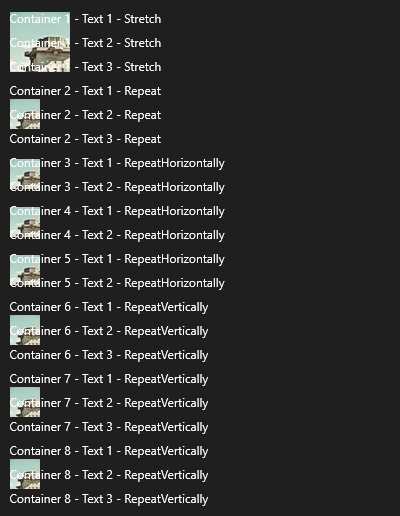 Container 1 - Text 1 - Stretch
Container 1 - Text 2 - Stretch
Container 1 - Text 3 - Stretch
Container 2 - Text 1 - Repeat
Container 2 - Text 2 - Repeat
Container 2 - Text 3 - Repeat
Container 3 - Text 1 - RepeatHorizontally
Container 3 - Text 2 - RepeatHorizontally
Container 4 - Text 1 - RepeatHorizontally
Container 4 - Text 2 - RepeatHorizontally
Container 5 - Text 1 - RepeatHorizontally
Container 5 - Text 2 - RepeatHorizontally
Container 6 - Text 1 - RepeatVertically
Container 6 - Text 2 - RepeatVertically
Container 6 - Text 3 - RepeatVertically
Container 7 - Text 1 - RepeatVertically
Container 7 - Text 2 - RepeatVertically
Container 7 - Text 3 - RepeatVertically
Container 8 - Text 1 - RepeatVertically
Container 8 - Text 2 - RepeatVertically
Container 8 - Text 3 - RepeatVertically